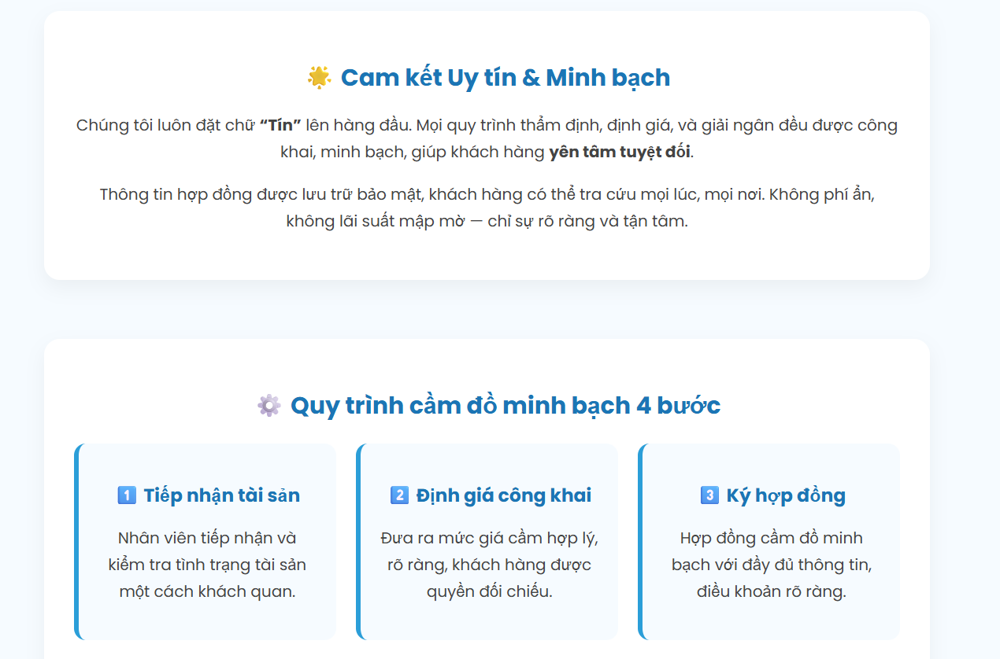 🌟 Cam kết Uy tín & Minh bạch
Chúng tôi luôn đặt chữ “Tín” lên hàng đầu. Mọi quy trình thẩm định, định giá, và giải ngân đều được công
khai, minh bạch, giúp khách hàng yên tâm tuyệt đối.
Thông tin hợp đồng được lưu trữ bảo mật, khách hàng có thể tra cứu mọi lúc, mọi nơi. Không phí ẩn,
không lãi suất mập mờ — chỉ sự rõ ràng và tận tâm.
⚙️ Quy trình cầm đồ minh bạch 4 bước
1️⃣ Tiếp nhận tài sản
Nhân viên tiếp nhận và
kiểm tra tình trạng tài sản
một cách khách quan.
2️⃣ Định giá công khai
Đưa ra mức giá cầm hợp lý,
rõ ràng, khách hàng được
quyền đối chiếu.
3️⃣ Ký hợp đồng
Hợp đồng cầm đồ minh
bạch với đầy đủ thông tin,
điều khoản rõ ràng.